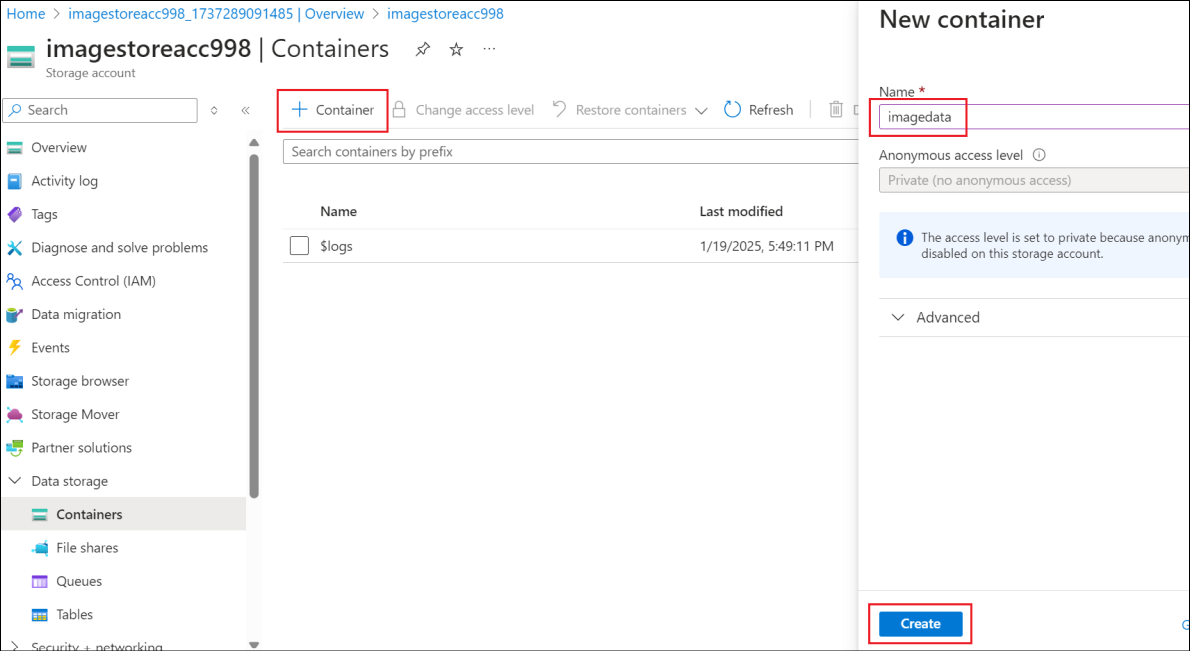 Home > imagestoreacc998_1737289091485 | Overview > imagestoreacc998
imagestoreacc998 | Containers
Storage account
Search
Overview
Activity log
Tags
Diagnose and solve problems
Access Control (IAM)
Data migration
Events
Storage browser
Storage Mover
Partner solutions
Data storage
Containers
File shares
Queues
Tables
Security + networking
+ Container Change access level Restore containers Refresh
Search containers by prefix
Name Last modified
$logs 1/19/2025, 5:49:11 PM
New container
Name *
imagedata
Anonymous access level
Private (no anonymous access)
The access level is set to private because anonym
disabled on this storage account.
Advanced
Create